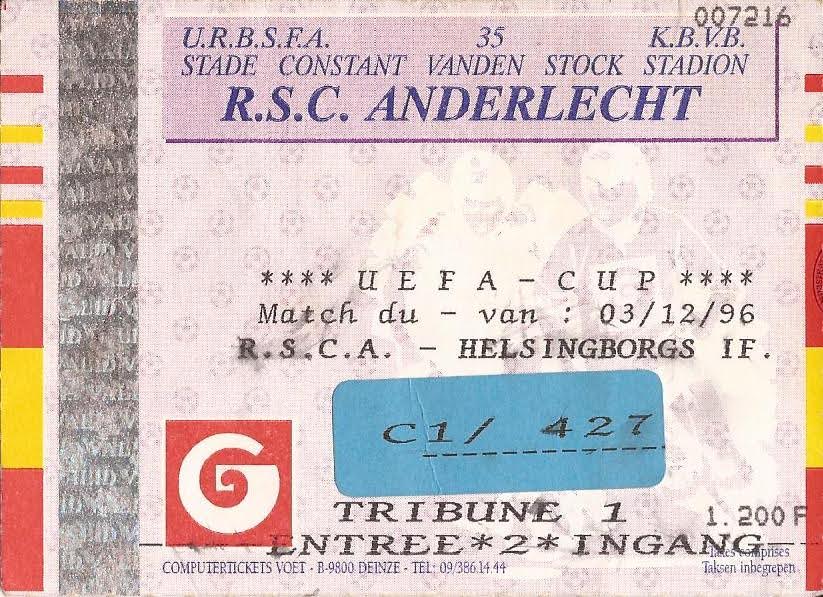 007216
U.R.B.S.F.A. 35 K.B.V.B.
STADE CONSTANT VANDEN STOCK STADION
R.S.C. ANDERLECHT
**** U E F A - C U P ****
Match du - van : 03/12/96
R.S.C.A. - HELSINGBORGS IF.
C1/ 427
G
TRIBUNE 1 1.200 F
ENTREE*2*INGANG
Taxes comprises
COMPUTERTICKETS VOET - B-9800 DEINZE - TEL: 09/386.14.44 Taksen inbegrepen